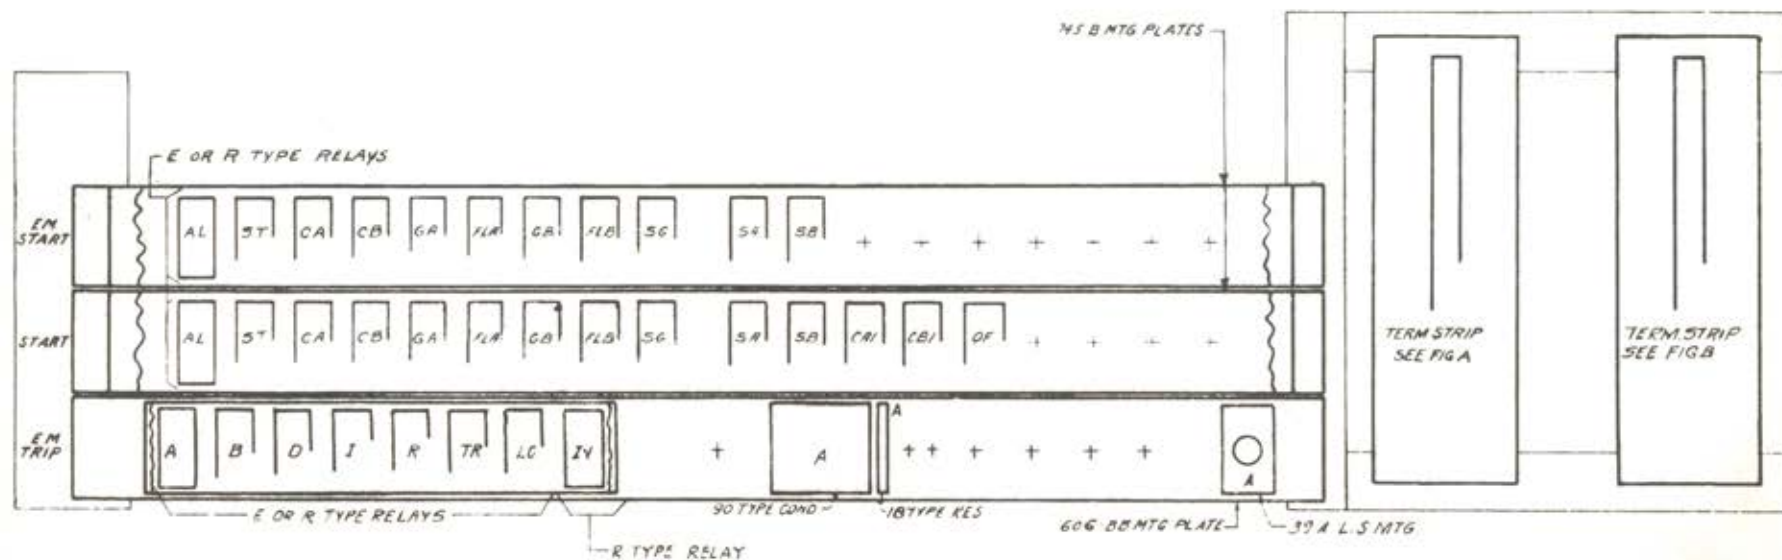 745 B MTG PLATES
E OR R TYPE RELAYS
EM START
AL ST CA CB GA FLA GB FLB SG SA SB
START
AL ST CA CB GA FLA GB FLB SG SA SB CA1 CB1 OF
EM TRIP
A B D I R TR LC
A
A
A
TERM STRIP
SEE FIG A
TERM. STRIP
SEE FIG B
E OR R TYPE RELAYS
90 TYPE COND
18 TYPE RES
60G BB MTG PLATE
39 A L.S MTG
R TYPE RELAY